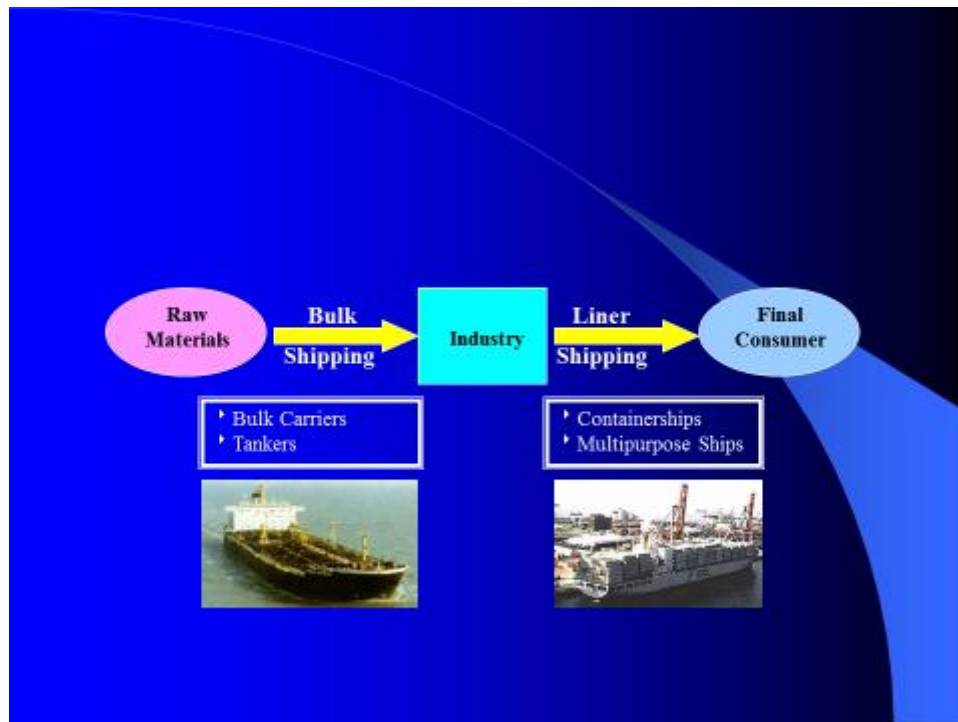 Raw
Materials
Bulk
Shipping
Industry
Liner
Shipping
Final
Consumer
Bulk Carriers
Tankers
Containerships
Multipurpose Ships